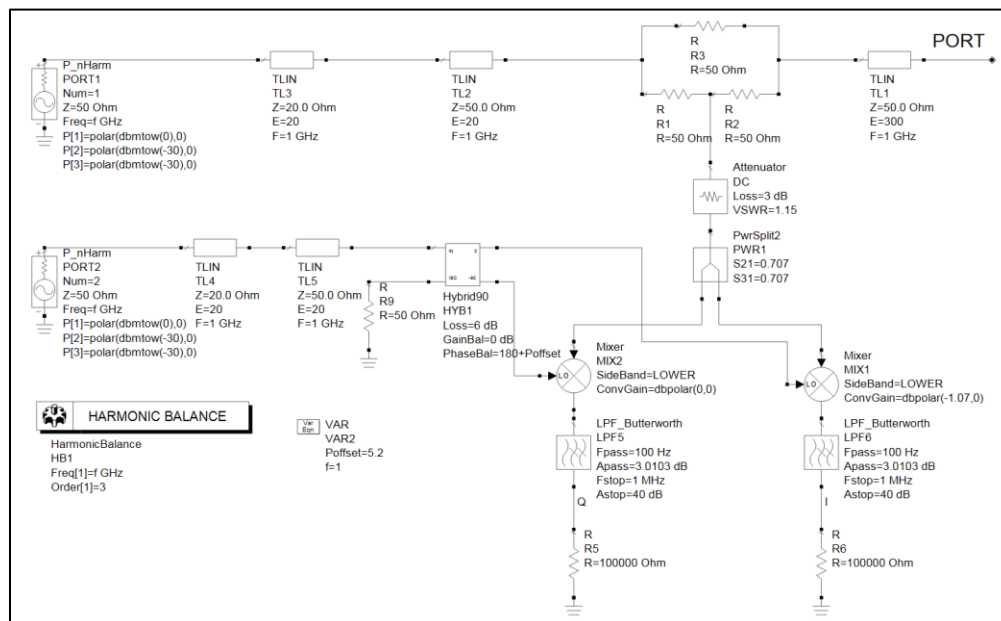 P_nHarm
PORT1
Num=1
Z=50 Ohm
Freq=f GHz
P[1]=polar(dbmtow(0),0)
P[2]=polar(dbmtow(-30),0)
P[3]=polar(dbmtow(-30),0)
TLIN
TL3
Z=20.0 Ohm
E=20
F=1 GHz
TLIN
TL2
Z=50.0 Ohm
E=20
F=1 GHz
R
R3
R=50 Ohm
R
R1
R=50 Ohm
R
R2
R=50 Ohm
PORT
TLIN
TL1
Z=50.0 Ohm
E=300
F=1 GHz
Attenuator
DC
Loss=3 dB
VSWR=1.15
PwrSplit2
PWR1
S21=0.707
S31=0.707
P_nHarm
PORT2
Num=2
Z=50 Ohm
Freq=f GHz
P[1]=polar(dbmtow(0),0)
P[2]=polar(dbmtow(-30),0)
P[3]=polar(dbmtow(-30),0)
TLIN
TL4
Z=20.0 Ohm
E=20
F=1 GHz
TLIN
TL5
Z=50.0 Ohm
E=20
F=1 GHz
R
R9
R=50 Ohm
IN
-90
Hybrid90
HYB1
Loss=6 dB
GainBal=0 dB
PhaseBal=180+Poffset
LO
Mixer
MIX2
SideBand=LOWER
ConvGain=dbpolar(0,0)
LO
Mixer
MIX1
SideBand=LOWER
ConvGain=dbpolar(-1.07,0)
HARMONIC BALANCE
HarmonicBalance
HB1
Freq[1]=f GHz
Order[1]=3
Var
Eqn
VAR
VAR2
Poffset=5.2
f=1
LPF_Butterworth
LPF5
Fpass=100 Hz
Apass=3.0103 dB
Fstop=1 MHz
Astop=40 dB
Q
R
R5
R=100000 Ohm
LPF_Butterworth
LPF6
Fpass=100 Hz
Apass=3.0103 dB
Fstop=1 MHz
Astop=40 dB
I
R
R6
R=100000 Ohm